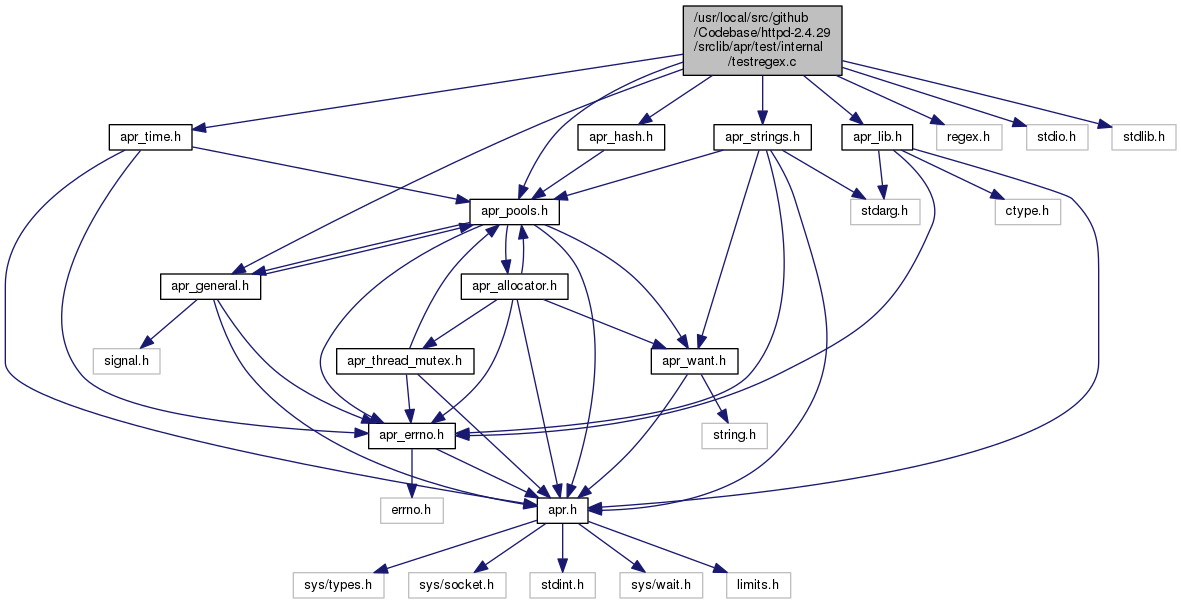 /usr/local/src/github
/Codebase/httpd-2.4.29
/srclib/apr/test/internal
/testregex.c
apr_time.h
apr_hash.h
apr_strings.h
apr_lib.h
regex.h
stdio.h
stdlib.h
apr_pools.h
stdarg.h
ctype.h
apr_general.h
apr_allocator.h
signal.h
apr_thread_mutex.h
apr_want.h
apr_errno.h
string.h
errno.h
apr.h
sys/types.h
sys/socket.h
stdint.h
sys/wait.h
limits.h